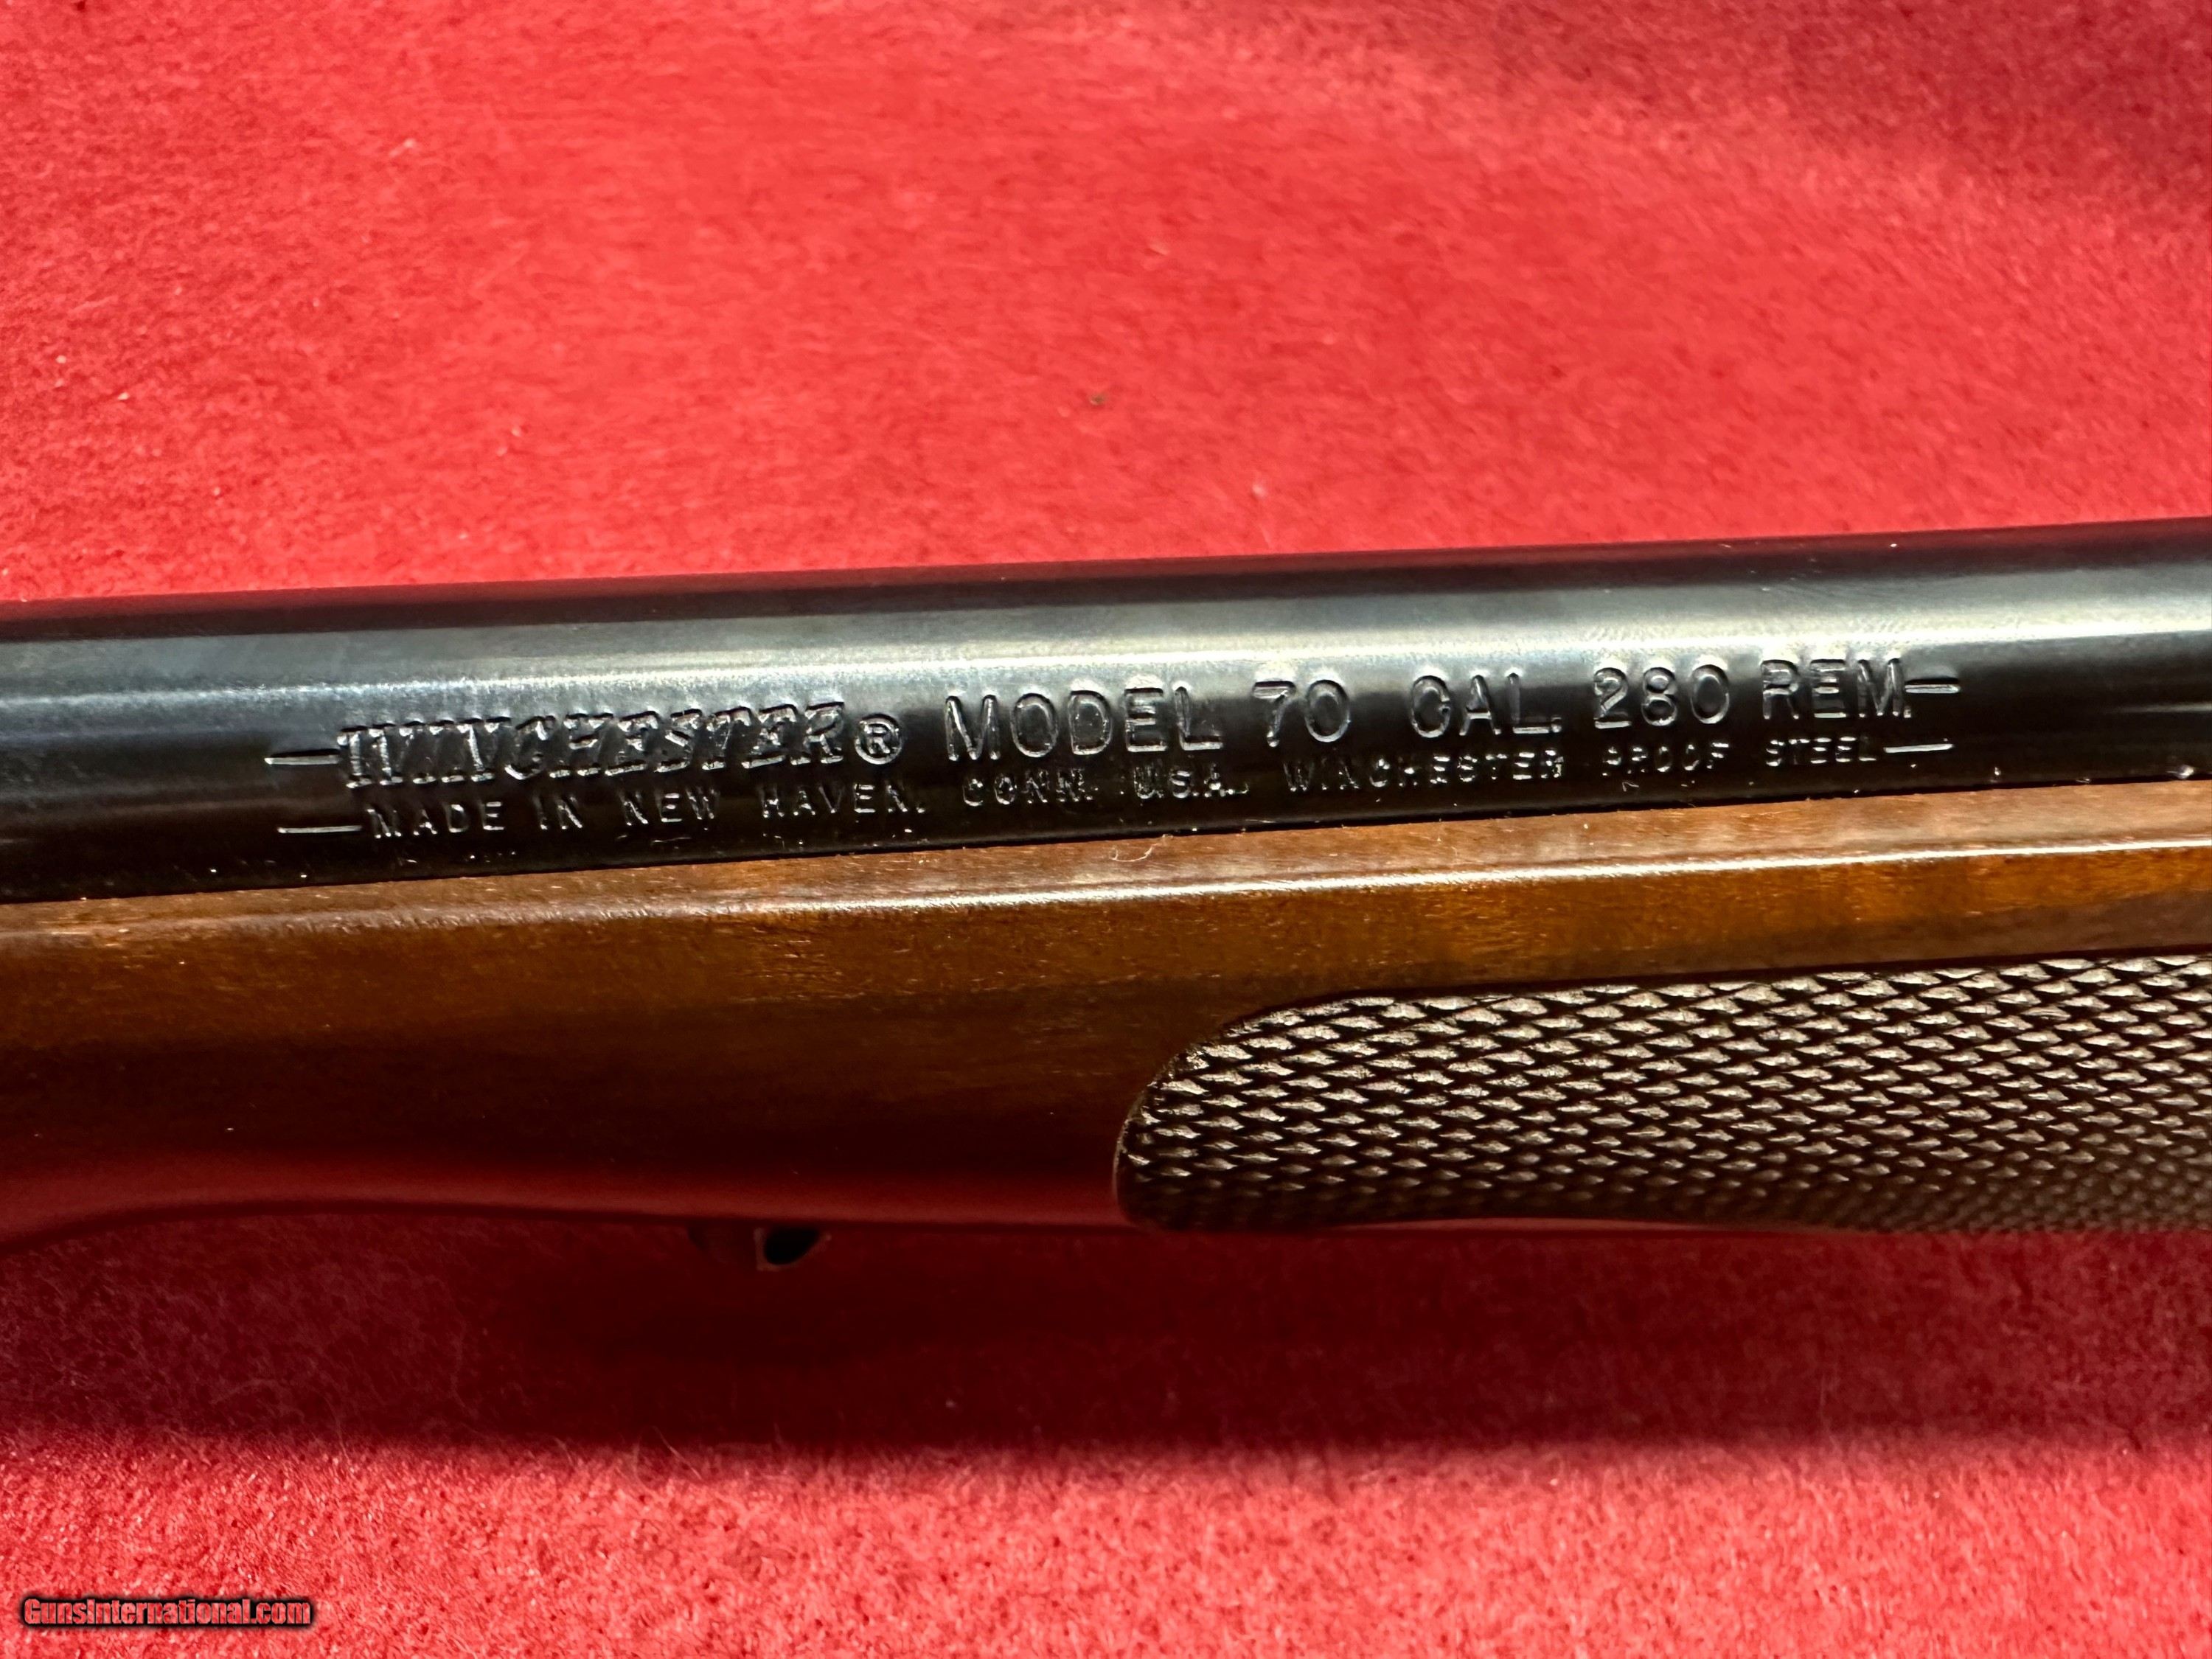 —WINCHESTER® MODEL 70 CAL. 280 REM.—
—MADE IN NEW HAVEN, CONN. U.S.A. WINCHESTER PROOF STEEL—
GunsInternational.com